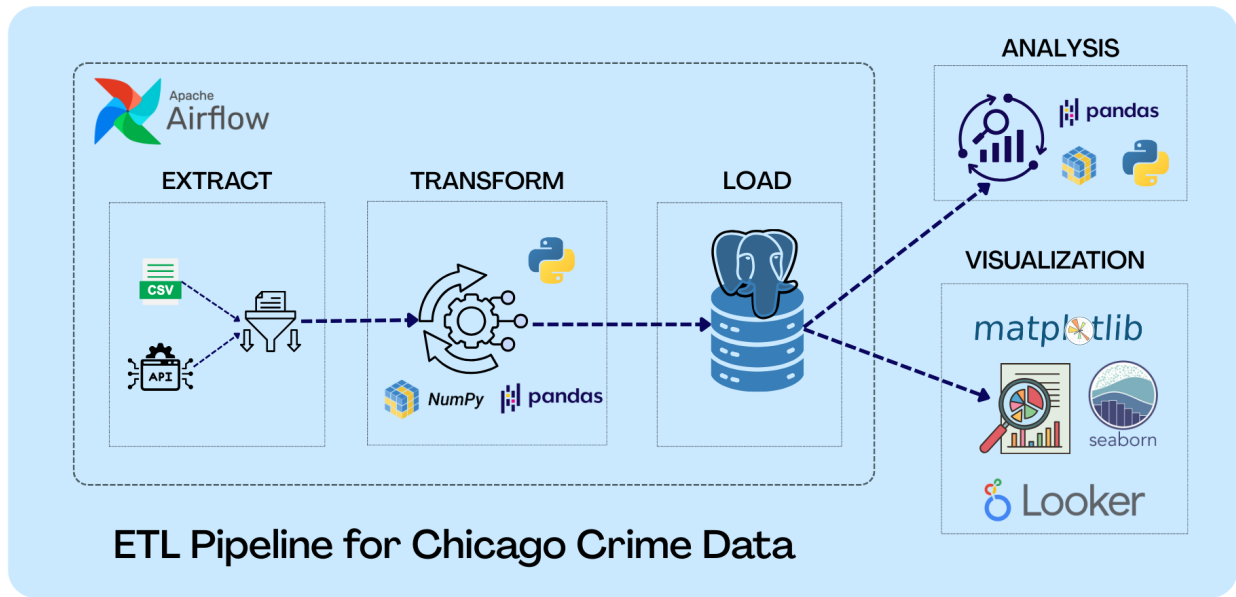 ANALYSIS
Apache
Airflow
pandas
EXTRACT
TRANSFORM
LOAD
VISUALIZATION
CSV
matplotlib
API
NumPy
pandas
seaborn
Looker
ETL Pipeline for Chicago Crime Data